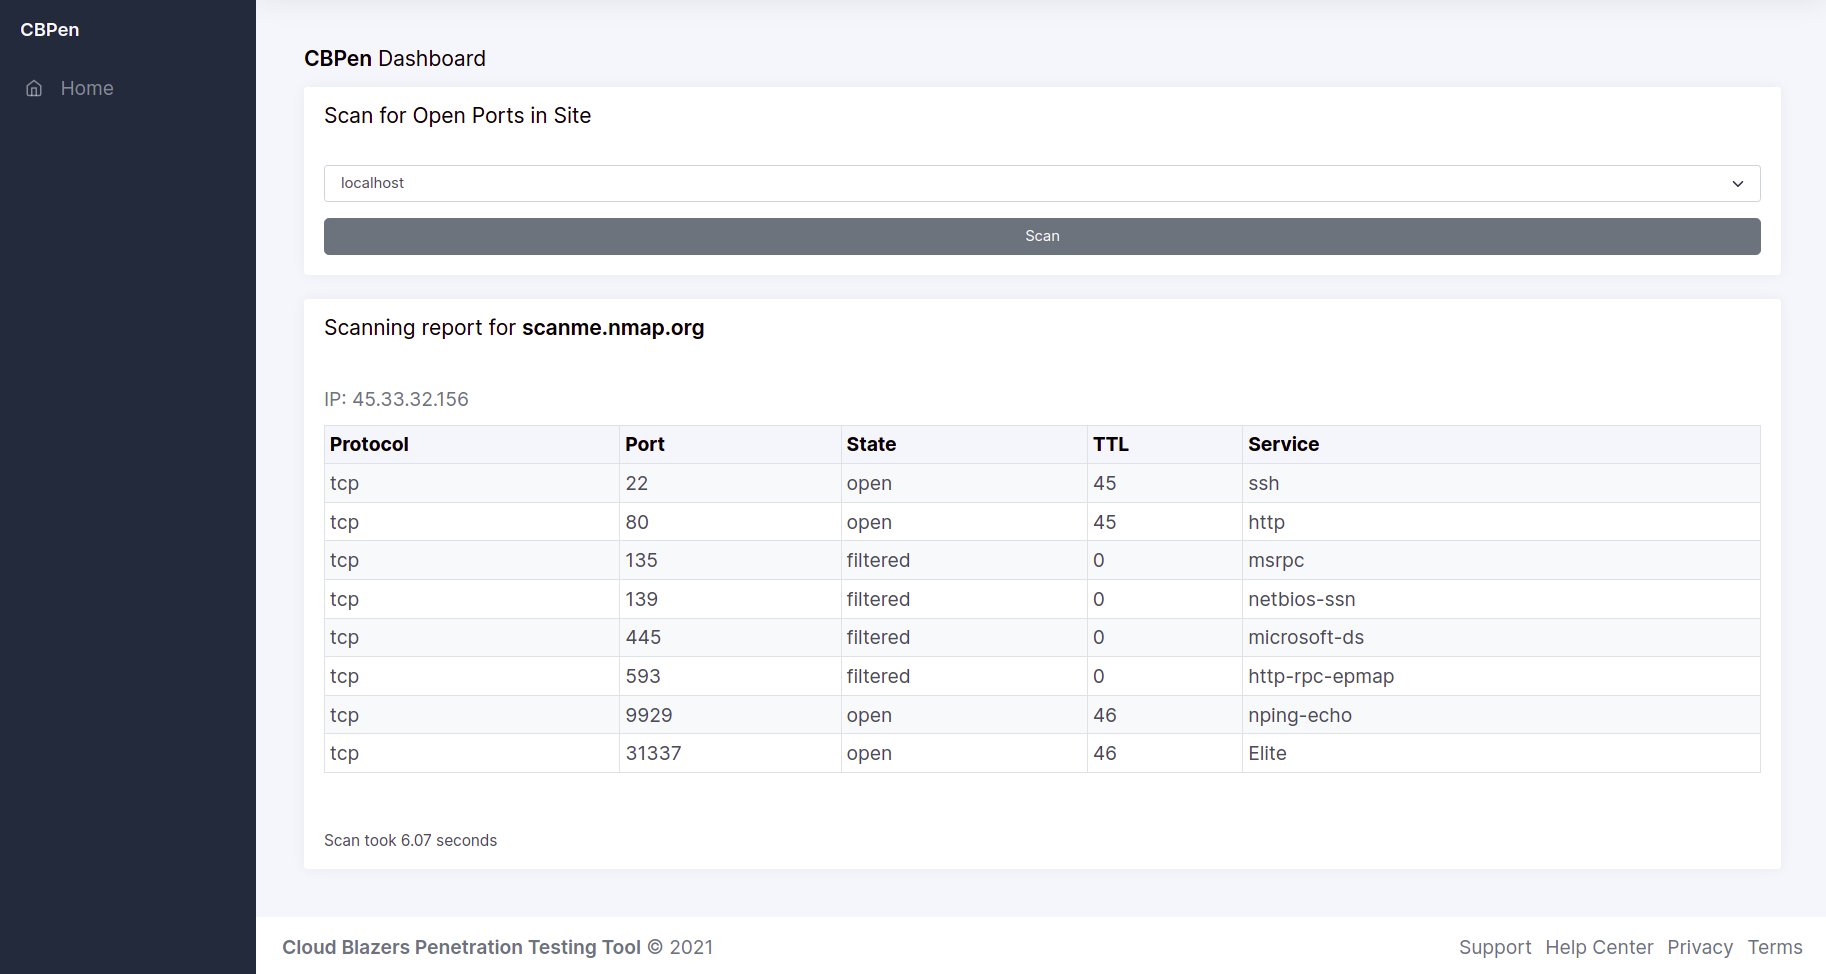 CBPen
Home
CBPen Dashboard
Scan for Open Ports in Site
localhost
Scan
Scanning report for scanme.nmap.org
IP: 45.33.32.156
Protocol Port State TTL Service
tcp 22 open 45 ssh
tcp 80 open 45 http
tcp 135 filtered 0 msrpc
tcp 139 filtered 0 netbios-ssn
tcp 445 filtered 0 microsoft-ds
tcp 593 filtered 0 http-rpc-epmap
tcp 9929 open 46 nping-echo
tcp 31337 open 46 Elite
Scan took 6.07 seconds
Cloud Blazers Penetration Testing Tool © 2021
Support Help Center Privacy Terms